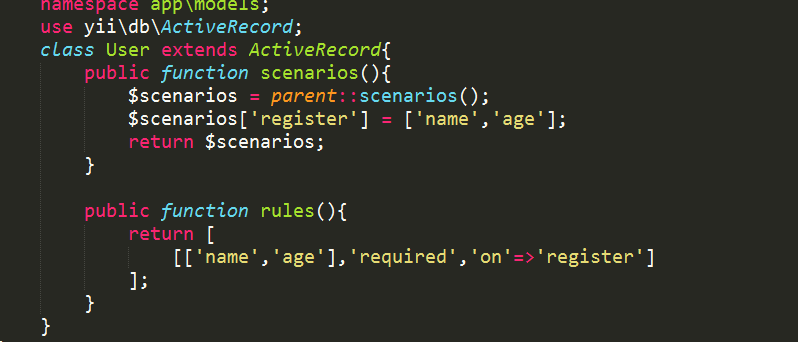 namespace app\models;
use yii\db\ActiveRecord;
class User extends ActiveRecord{
    public function scenarios(){
        $scenarios = parent::scenarios();
        $scenarios['register'] = ['name','age'];
        return $scenarios;
    }
    public function rules(){
        return [
            [['name','age'],'required','on'=>'register']
        ];
    }
}